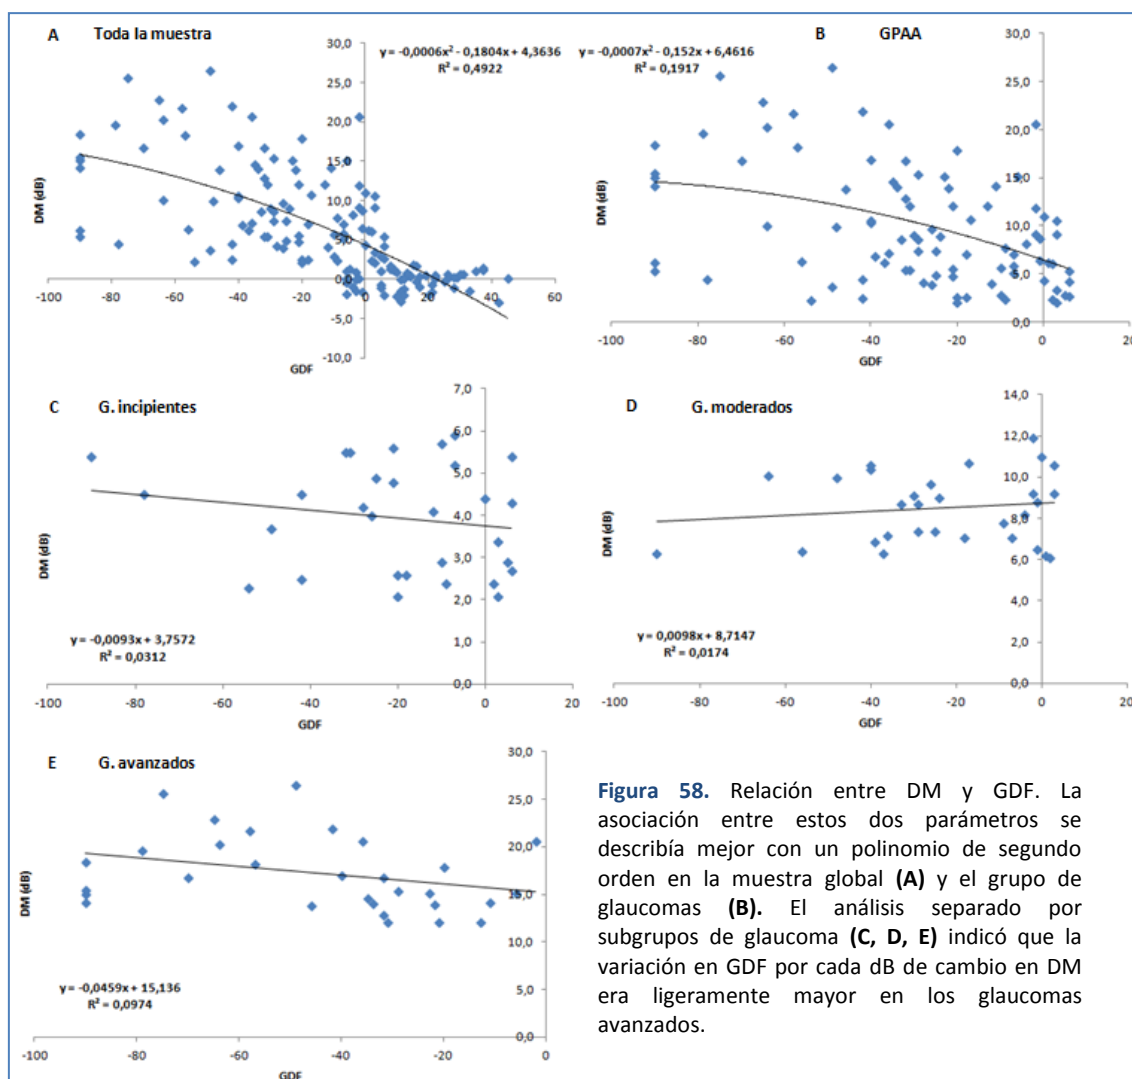 A Toda la muestra
y = -0,0006x² - 0,1804x + 4,3636
R² = 0,4922
30,0
25,0
20,0
15,0
10,0
5,0
0,0
-5,0
-10,0
DM (dB)
-100 -80 -60 -40 -20 0 20 40 60
GDF
B GPAA
y = -0,0007x² - 0,152x + 6,4616
R² = 0,1917
30,0
25,0
20,0
15,0
10,0
5,0
0,0
DM (dB)
-100 -80 -60 -40 -20 0 20
GDF
C G. incipientes
7,0
6,0
5,0
4,0
3,0
2,0
1,0
0,0
DM (dB)
y = -0,0093x + 3,7572
R² = 0,0312
-100 -80 -60 -40 -20 0 20
GDF
D G. moderados
14,0
12,0
10,0
8,0
6,0
4,0
2,0
0,0
DM (dB)
y = 0,0098x + 8,7147
R² = 0,0174
-100 -80 -60 -40 -20 0 20
GDF
E G. avanzados
30,0
25,0
20,0
15,0
10,0
5,0
0,0
DM (dB)
y = -0,0459x + 15,136
R² = 0,0974
-100 -80 -60 -40 -20 0
GDF
Figura 58. Relación entre DM y GDF. La
asociación entre estos dos parámetros se
describía mejor con un polinomio de segundo
orden en la muestra global (A) y el grupo de
glaucomas (B). El análisis separado por
subgrupos de glaucoma (C, D, E) indicó que la
variación en GDF por cada dB de cambio en DM
era ligeramente mayor en los glaucomas
avanzados.